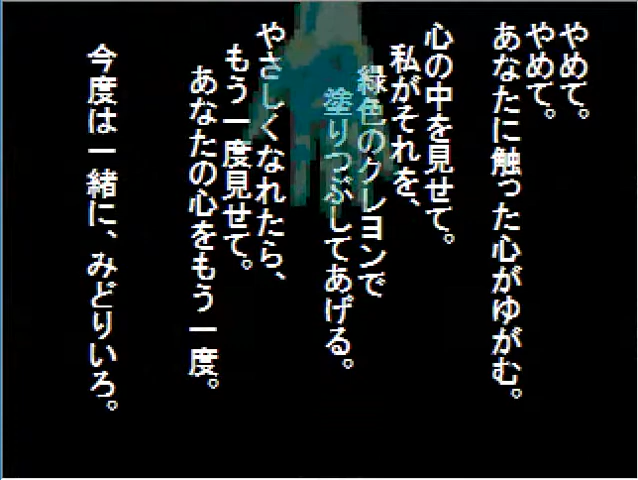 やめて。
やめて。
あなたに触った心がゆがむ。
心の中を見せて。
私がそれを、
緑色のクレヨンで
塗りつぶしてあげる。
やさしくなれたら、
もう一度見せて。
あなたの心をもう一度。
今度は一緒に、みどりいろ。